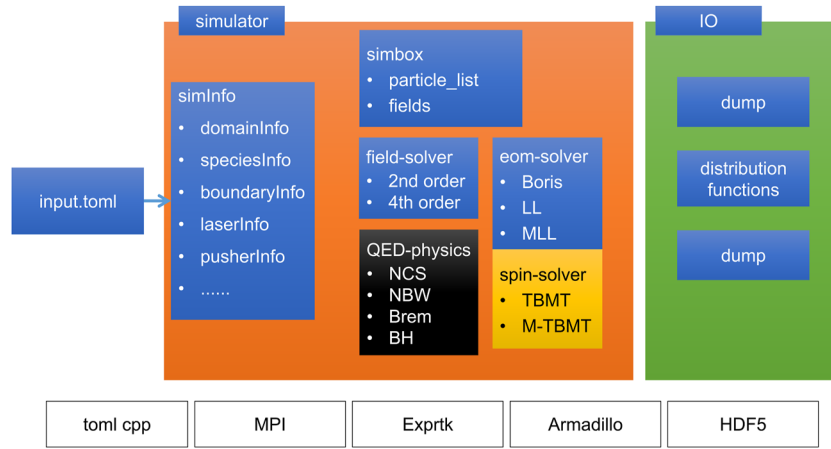 simulator
IO
input.toml
simInfo
• domainInfo
• speciesInfo
• boundaryInfo
• laserInfo
• pusherInfo
• ......
simbox
• particle_list
• fields
field-solver
• 2nd order
• 4th order
eom-solver
• Boris
• LL
• MLL
QED-physics
• NCS
• NBW
• Brem
• BH
spin-solver
• TBMT
• M-TBMT
dump
distribution
functions
dump
toml cpp
MPI
Exprtk
Armadillo
HDF5